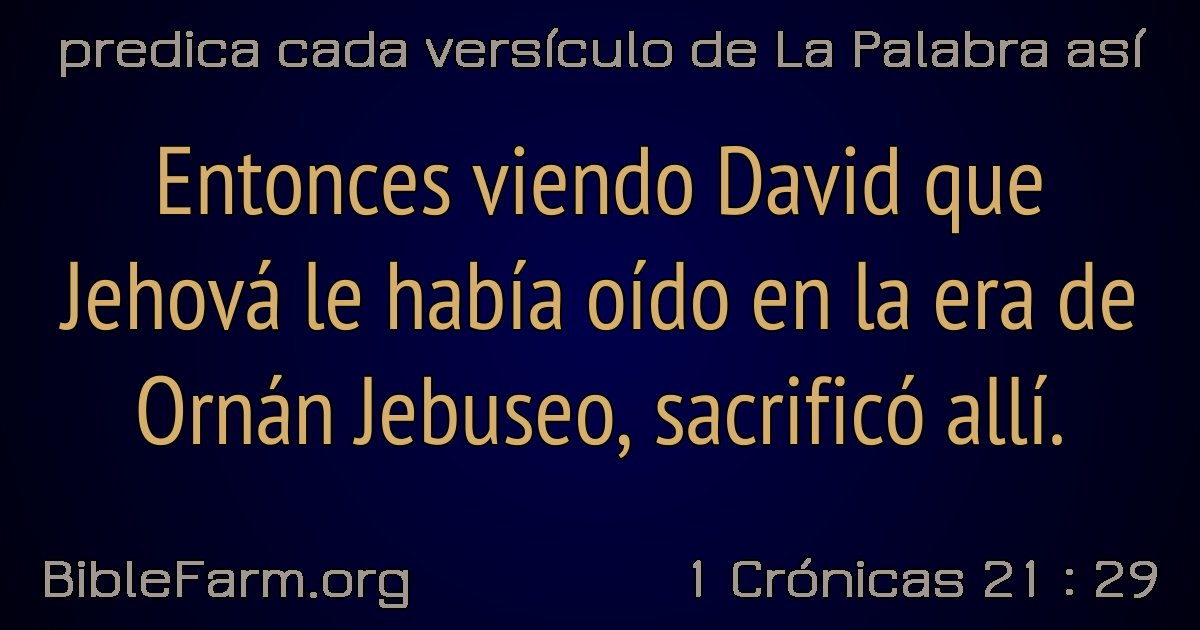 predica cada versículo de La Palabra así
Entonces viendo David que
Jehová le había oído en la era de
Ornán Jebuseo, sacrificó allí.
BibleFarm.org
1 Crónicas 21 : 29